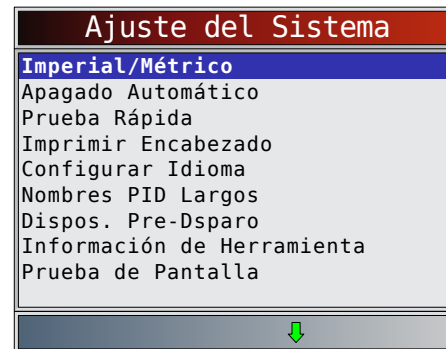 Ajuste del Sistema
Imperial/Métrico
Apagado Automático
Prueba Rápida
Imprimir Encabezado
Configurar Idioma
Nombres PID Largos
Dispos. Pre-Dsparo
Información de Herramienta
Prueba de Pantalla